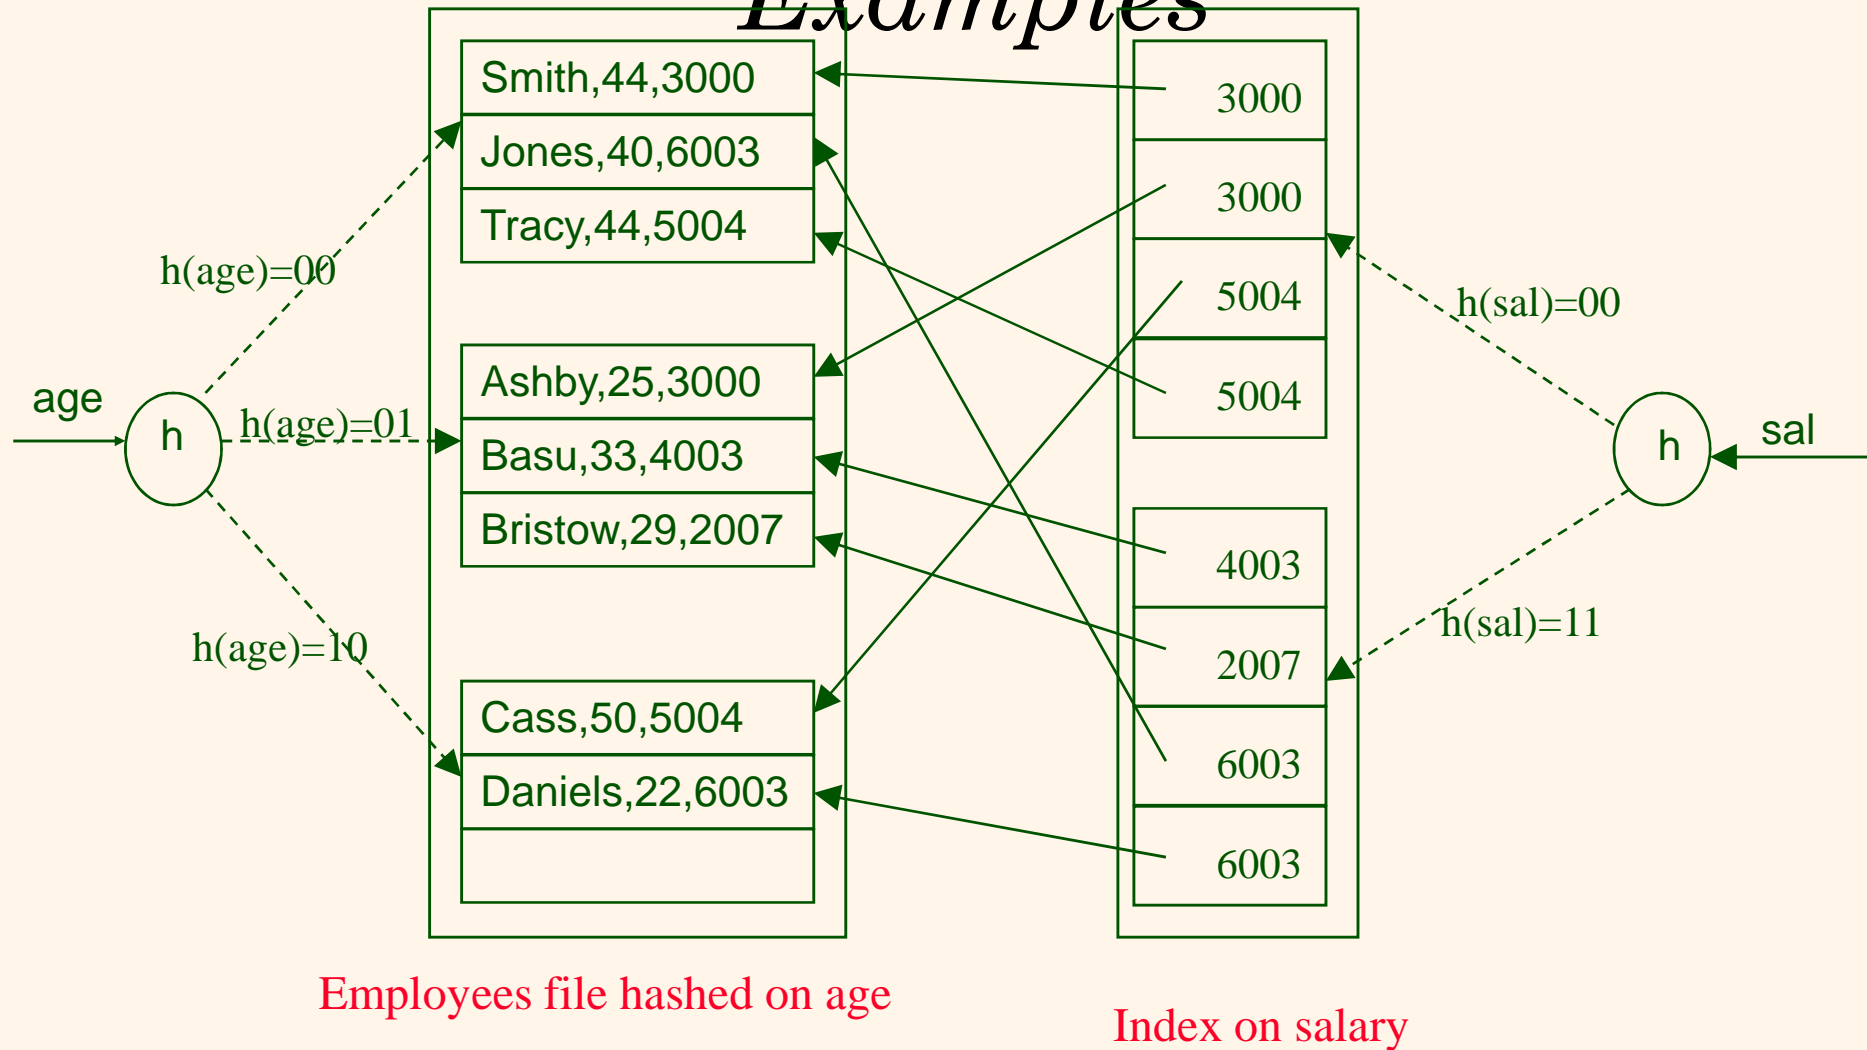 Examples
Smith,44,3000
Jones,40,6003
Tracy,44,5004
h(age)=00
age
h
h(age)=01
Ashby,25,3000
Basu,33,4003
Bristow,29,2007
h(age)=10
Cass,50,5004
Daniels,22,6003
3000
3000
5004
5004
h(sal)=00
h
sal
4003
2007
6003
6003
h(sal)=11
Employees file hashed on age
Index on salary